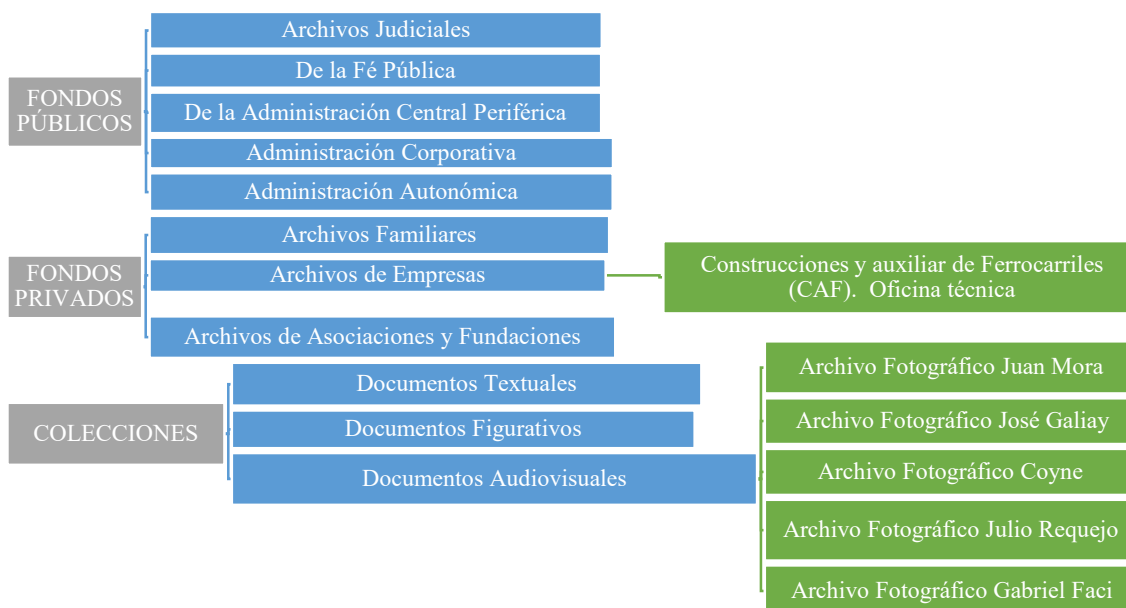 FONDOS
PÚBLICOS
Archivos Judiciales
De la Fé Pública
De la Administración Central Periférica
Administración Corporativa
Administración Autonómica
FONDOS
PRIVADOS
Archivos Familiares
Archivos de Empresas
Construcciones y auxiliar de Ferrocarriles
(CAF). Oficina técnica
Archivos de Asociaciones y Fundaciones
COLECCIONES
Documentos Textuales
Documentos Figurativos
Documentos Audiovisuales
Archivo Fotográfico Juan Mora
Archivo Fotográfico José Galiay
Archivo Fotográfico Coyne
Archivo Fotográfico Julio Requejo
Archivo Fotográfico Gabriel Faci